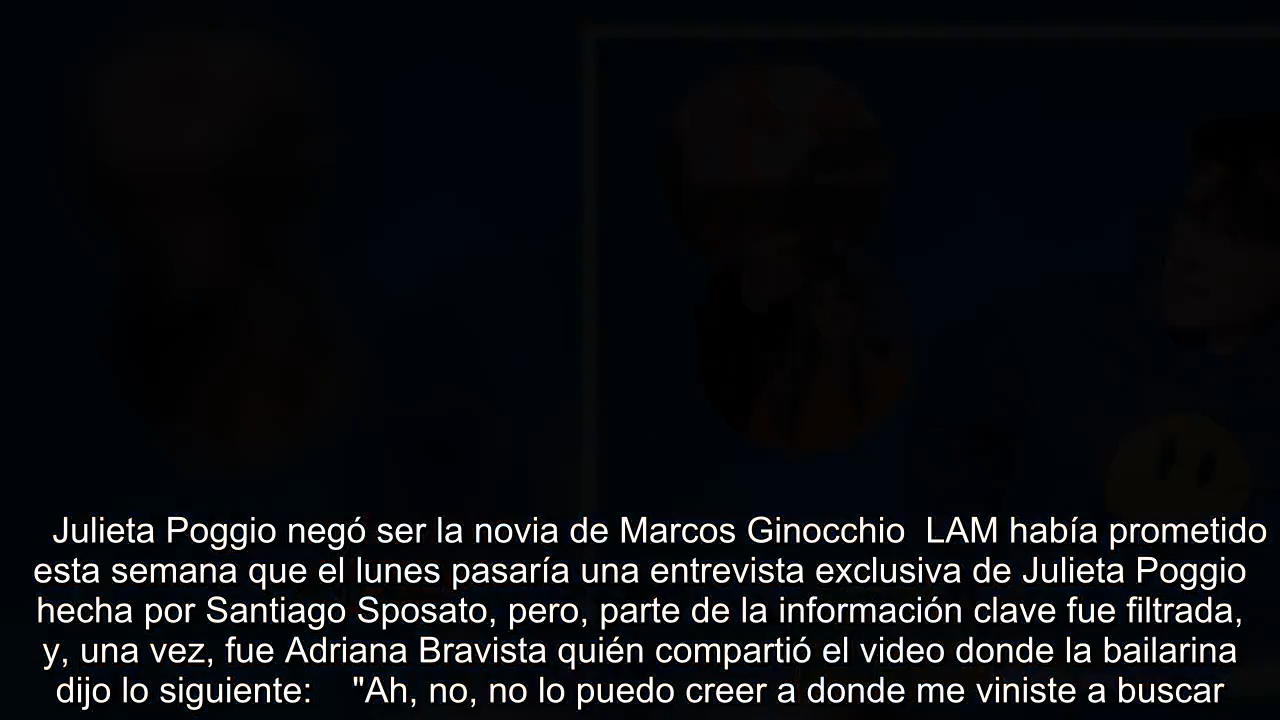 Julieta Poggio negó ser la novia de Marcos Ginocchio LAM había prometido
esta semana que el lunes pasaría una entrevista exclusiva de Julieta Poggio
hecha por Santiago Sposato, pero, parte de la información clave fue filtrada,
y, una vez, fue Adriana Bravista quién compartió el video donde la bailarina
dijo lo siguiente: "Ah, no, no lo puedo creer a donde me viniste a buscar